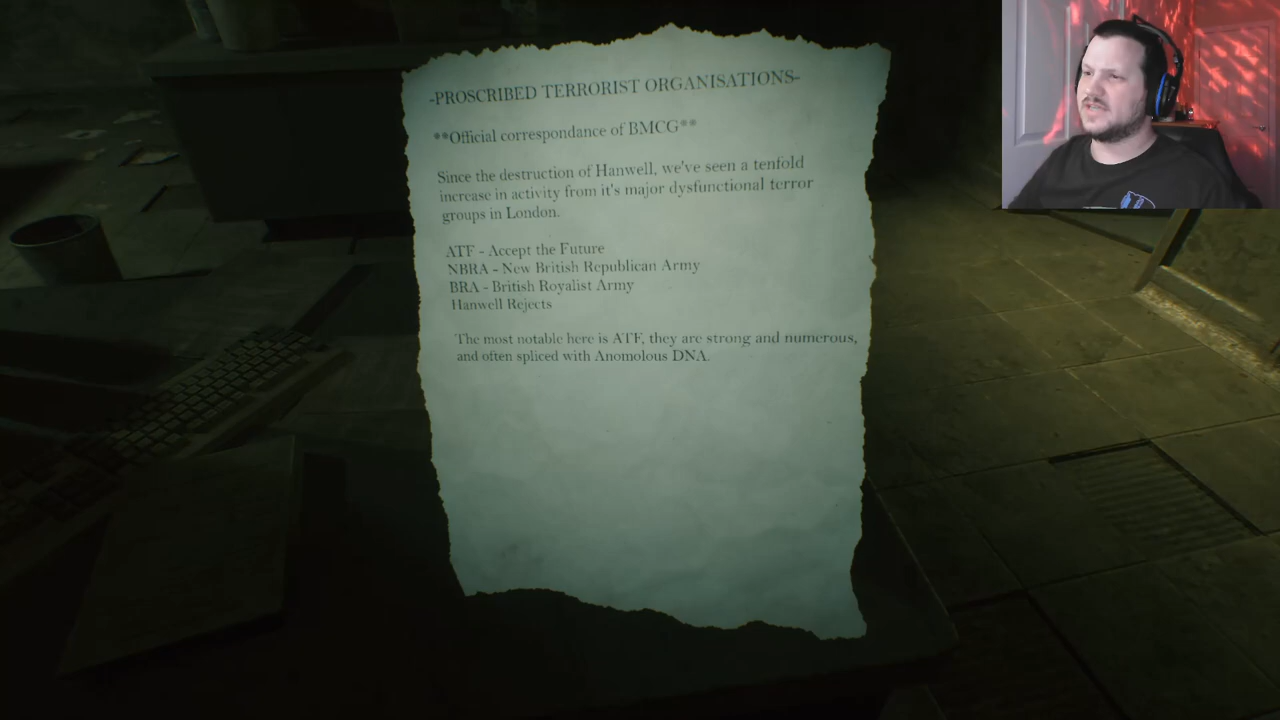 -PROSCRIBED TERRORIST ORGANISATIONS-
**Official correspondance of BMCG**
Since the destruction of Hanwell, we've seen a tenfold
increase in activity from it's major dysfunctional terror
groups in London.
ATF - Accept the Future
NBRA - New British Republican Army
BRA - British Royalist Army
Hanwell Rejects
The most notable here is ATF, they are strong and numerous,
and often spliced with Anomolous DNA.